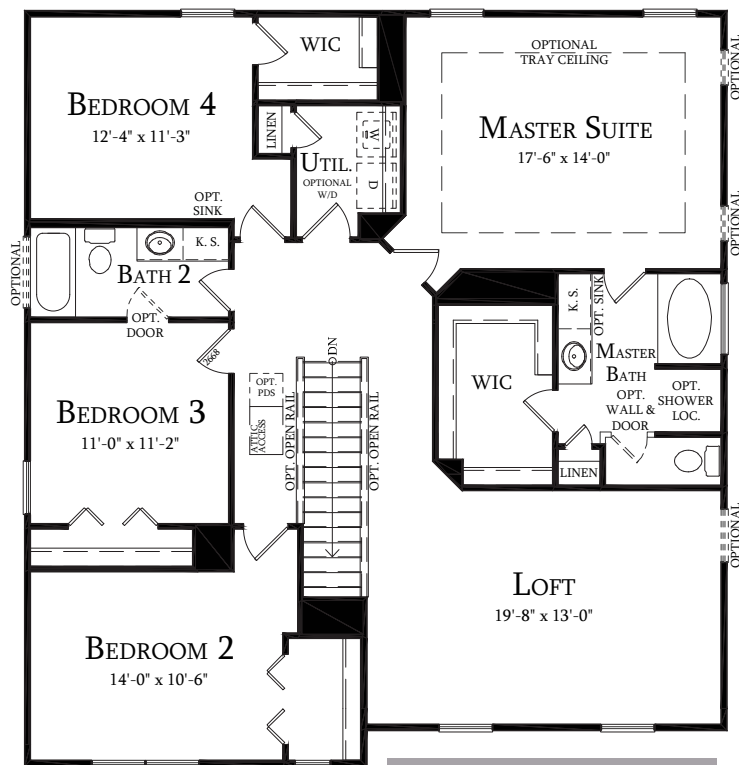 WIC
OPTIONAL
TRAY CEILING
OPTIONAL
BEDROOM 4
12'-4" x 11'-3"
LINEN
W
UTIL.
OPTIONAL
W/D
D
MASTER SUITE
17'-6" x 14'-0"
OPT.
SINK
OPTIONAL
OPTIONAL
K. S.
BATH 2
OPT.
DOOR
K. S.
OPT. SINK
MASTER
BATH
OPT.
WALL &
DOOR
OPT.
SHOWER
LOC.
2668
DN
WIC
OPT.
PDS
ATTIC
ACCESS
OPT. OPEN RAIL
OPT. OPEN RAIL
BEDROOM 3
11'-0" x 11'-2"
LINEN
OPTIONAL
LOFT
19'-8" x 13'-0"
BEDROOM 2
14'-0" x 10'-6"